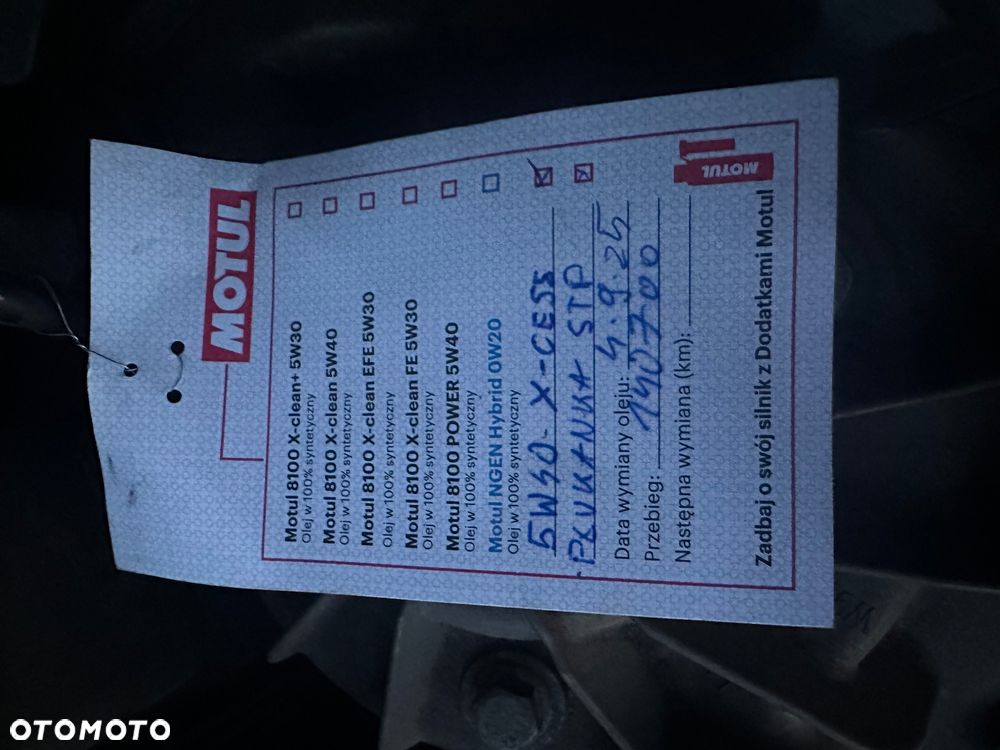 MOTUL
Motul 8100 X-clean+ 5W30
Olej w 100% syntetyczny
Motul 8100 X-clean 5W40
Olej w 100% syntetyczny
Motul 8100 X-clean EFE 5W30
Olej w 100% syntetyczny
Motul 8100 X-clean FE 5W30
Olej w 100% syntetyczny
Motul 8100 POWER 5W40
Olej w 100% syntetyczny
Motul NGEN Hybrid 0W20
Olej w 100% syntetyczny
5W40 X-CESS
PŁUKANKA STP
Data wymiany oleju: 4.9.25
Przebieg: 140700
Następna wymiana (km):
Zadbaj o swój silnik z Dodatkami Motul
MOTUL
OTOMOTO